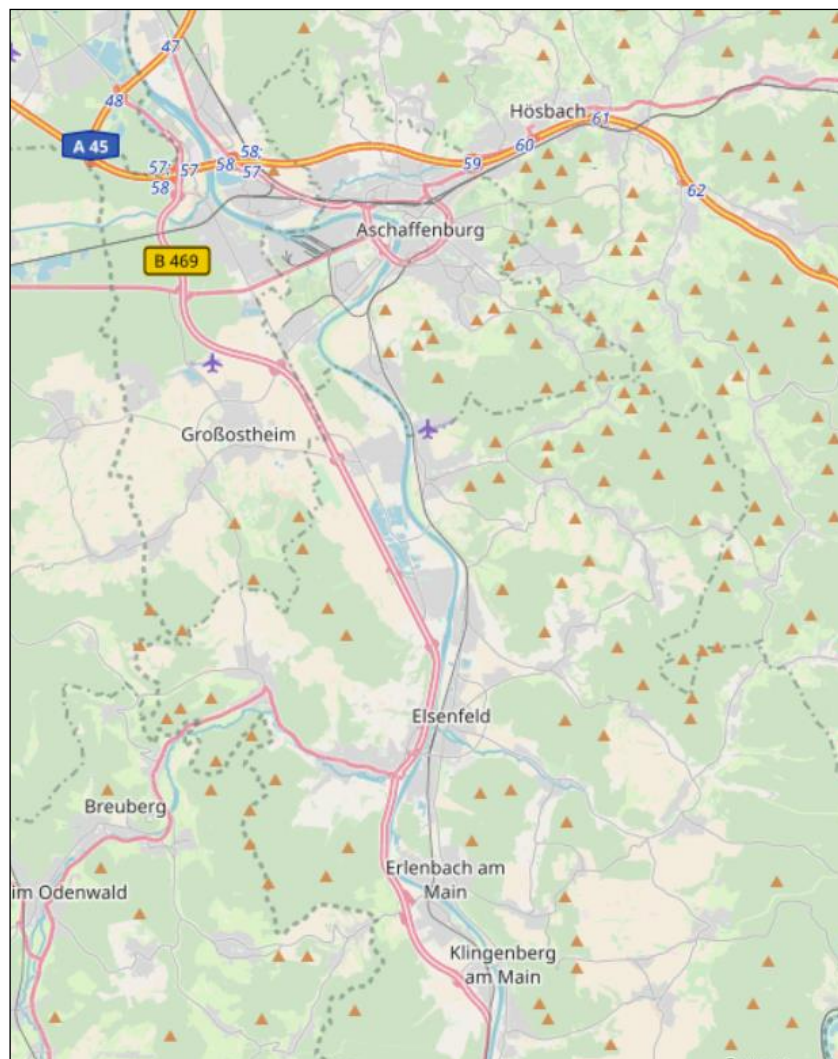 47
48
Hösbach
61
A 45
57;
58
57
58
58;
57
59
60
62
Aschaffenburg
B 469
Großostheim
Elsenfeld
Breuberg
Erlenbach am
Main
im Odenwald
Klingenberg
am Main